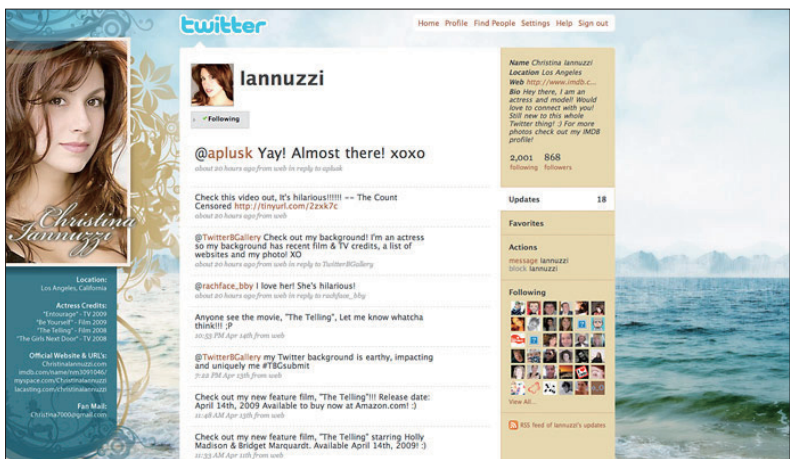 twitter
Home Profile Find People Settings Help Sign out
Christina
Iannuzzi
Location:
Los Angeles, California
Actress Credits:
"Entourage" - TV 2009
"Be Yourself" - Film 2009
"The Telling" - Film 2008
"The Girls Next Door" - TV 2008
Official Website & URL's:
ChristinaIannuzzi.com
imdb.com/name/nm3091046/
myspace.com/ChristinaIannuzzi
lacasting.com/christinaiannuzzi
Fan Mail:
Christina7000@gmail.com
Iannuzzi
Following
@aplusk Yay! Almost there! xoxo
about 20 hours ago from web in reply to aplusk
Check this video out, It's hilarious!!!!!! -- The Count
Censored http://tinyurl.com/2zxk7c
about 20 hours ago from web
@TwitterBGallery Check out my background! I'm an actress
so my background has recent film & TV credits, a list of
websites and my photo! XO
about 20 hours ago from web in reply to TwitterBGallery
@rachface_bby I love her! She's hilarious!
about 20 hours ago from web in reply to rachface_bby
Anyone see the movie, "The Telling", Let me know whatcha
think!!! ;P
10:33 PM Apr 14th from web
@TwitterBGallery my Twitter background is earthy, impacting
and uniquely me #TBGsubmit
7:22 PM Apr 13th from web
Check out my new feature film, "The Telling"!!! Release date:
April 14th, 2009 Available to buy now at Amazon.com! :)
11:48 AM Apr 13th from web
Check out my new feature film, "The Telling" starring Holly
Madison & Bridget Marquardt. Available April 14th, 2009! :)
11:33 AM Apr 13th from web
Name Christina Iannuzzi
Location Los Angeles
Web http://www.imdb.c...
Bio Hey there, I am an
actress and model! Would
love to connect with you!
Still new to this whole
Twitter thing! :) For more
photos check out my IMDB
profile!
2,001 868
following followers
Updates 18
Favorites
Actions
message Iannuzzi
block Iannuzzi
Following
View All...
RSS feed of Iannuzzi's updates